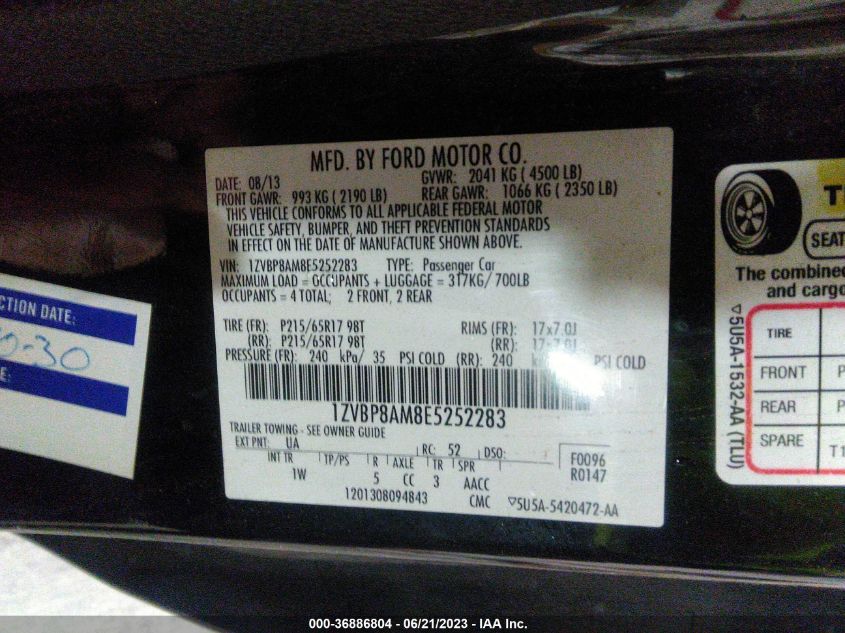 MFD. BY FORD MOTOR CO.
DATE: 08/13 GVWR: 2041 KG ( 4500 LB)
FRONT GAWR: 993 KG ( 2190 LB) REAR GAWR: 1066 KG ( 2350 LB)
THIS VEHICLE CONFORMS TO ALL APPLICABLE FEDERAL MOTOR
VEHICLE SAFETY, BUMPER, AND THEFT PREVENTION STANDARDS
IN EFFECT ON THE DATE OF MANUFACTURE SHOWN ABOVE.
VIN: 1ZVBP8AM8E5252283 TYPE: Passenger Car
MAXIMUM LOAD = OCCUPANTS + LUGGAGE = 317KG/ 700LB
OCCUPANTS = 4 TOTAL; 2 FRONT, 2 REAR
TIRE (FR): P215/65R17 98T RIMS (FR): 17x7.0J
(RR): P215/65R17 98T (RR): 17x7.0J
PRESSURE (FR): 240 kPa/ 35 PSI COLD (RR): 240 PSI COLD
1ZVBP8AM8E5252283
TRAILER TOWING - SEE OWNER GUIDE
EXT PNT: UA RC: 52 DSO:
F0096
R0147
INT TR TP/PS R AXLE TR SPR
1W 5 CC 3 AACC
1201308094843 CMC ▽5U5A-5420472-AA
CTION DATE:
0-30
E:
T
SEAT
The combined
and cargo
TIRE
FRONT P
REAR P
SPARE T1
▽5U5A-1532-AA (TLU)
000-36886804 - 06/21/2023 - IAA Inc.